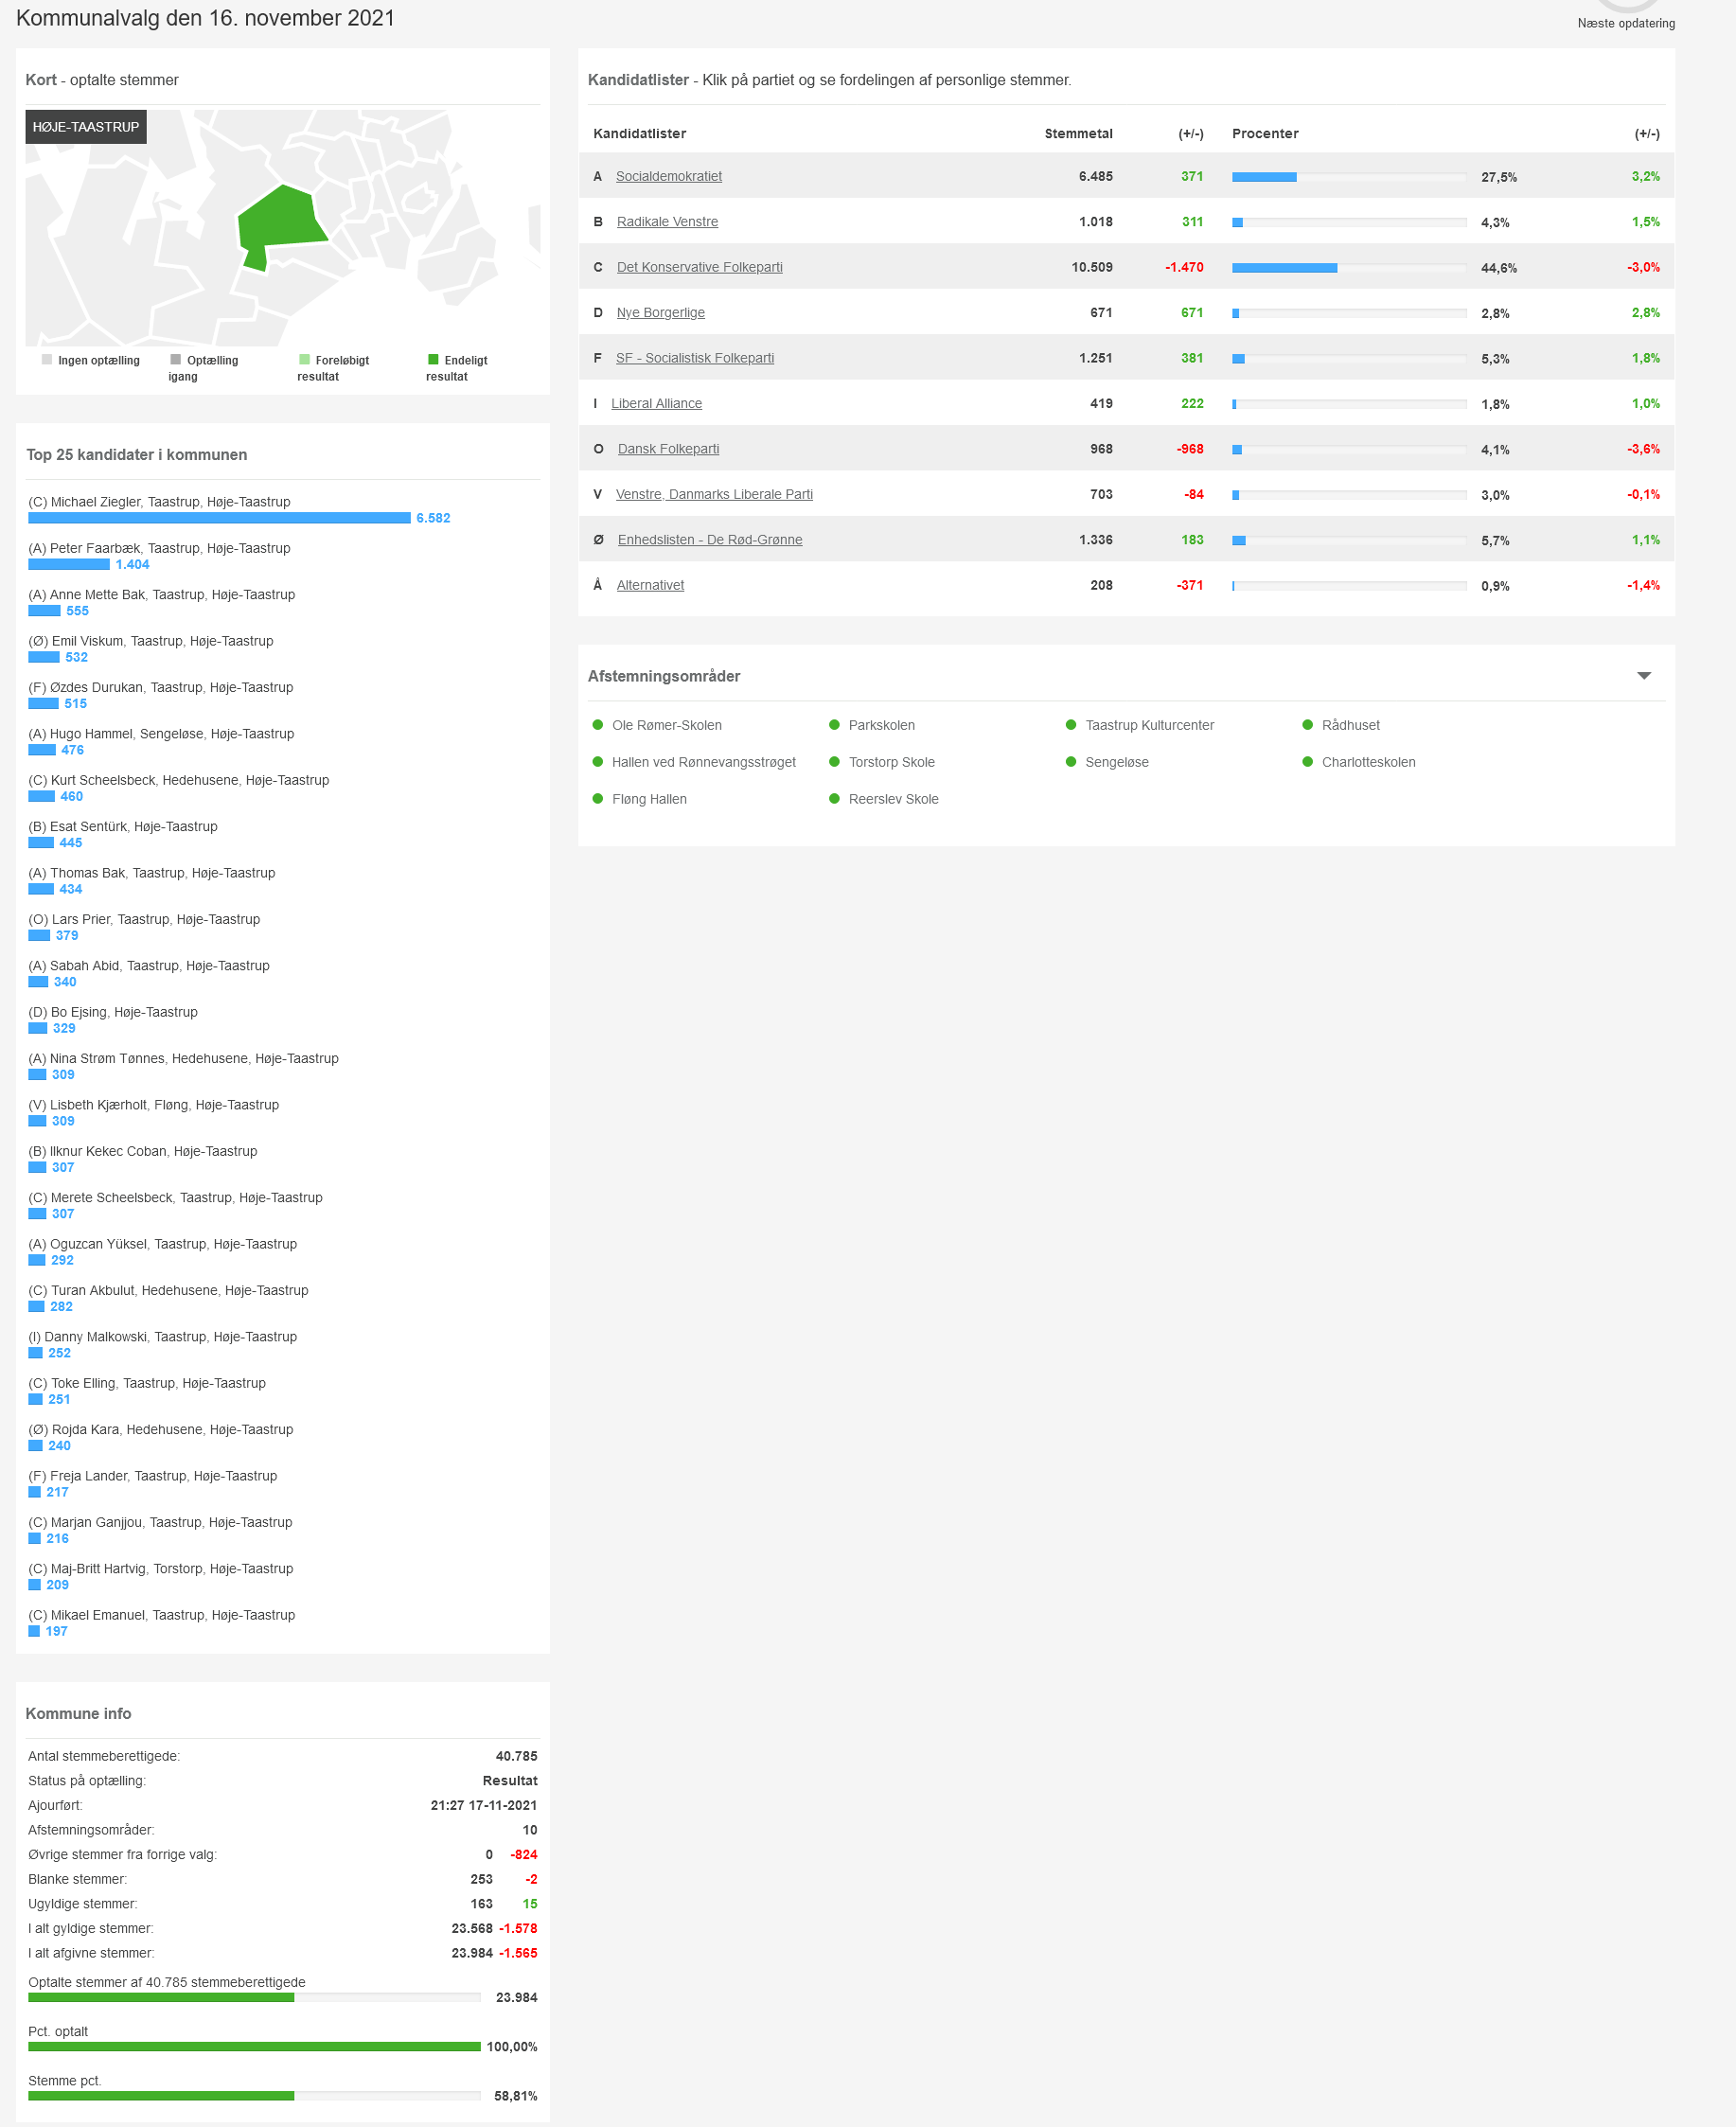 Kommunalvalg den 16. november 2021
Næste opdatering
Kort - optalte stemmer
HØJE-TAASTRUP
Ingen optælling
Optælling igang
Foreløbigt resultat
Endeligt resultat
Top 25 kandidater i kommunen
(C) Michael Ziegler, Taastrup, Høje-Taastrup
6.582
(A) Peter Faarbæk, Taastrup, Høje-Taastrup
1.404
(A) Anne Mette Bak, Taastrup, Høje-Taastrup
555
(Ø) Emil Viskum, Taastrup, Høje-Taastrup
532
(F) Øzdes Durukan, Taastrup, Høje-Taastrup
515
(A) Hugo Hammel, Sengeløse, Høje-Taastrup
476
(C) Kurt Scheelsbeck, Hedehusene, Høje-Taastrup
460
(B) Esat Sentürk, Høje-Taastrup
445
(A) Thomas Bak, Taastrup, Høje-Taastrup
434
(O) Lars Prier, Taastrup, Høje-Taastrup
379
(A) Sabah Abid, Taastrup, Høje-Taastrup
340
(D) Bo Ejsing, Høje-Taastrup
329
(A) Nina Strøm Tønnes, Hedehusene, Høje-Taastrup
309
(V) Lisbeth Kjærholt, Fløng, Høje-Taastrup
309
(B) Ilknur Kekec Coban, Høje-Taastrup
307
(C) Merete Scheelsbeck, Taastrup, Høje-Taastrup
307
(A) Oguzcan Yüksel, Taastrup, Høje-Taastrup
292
(C) Turan Akbulut, Hedehusene, Høje-Taastrup
282
(I) Danny Malkowski, Taastrup, Høje-Taastrup
252
(C) Toke Elling, Taastrup, Høje-Taastrup
251
(Ø) Rojda Kara, Hedehusene, Høje-Taastrup
240
(F) Freja Lander, Taastrup, Høje-Taastrup
217
(C) Marjan Ganjjou, Taastrup, Høje-Taastrup
216
(C) Maj-Britt Hartvig, Torstorp, Høje-Taastrup
209
(C) Mikael Emanuel, Taastrup, Høje-Taastrup
197
Kommune info
Antal stemmeberettigede: 40.785
Status på optælling: Resultat
Ajourført: 21:27 17-11-2021
Afstemningsområder: 10
Øvrige stemmer fra forrige valg: 0 -824
Blanke stemmer: 253 -2
Ugyldige stemmer: 163 15
I alt gyldige stemmer: 23.568 -1.578
I alt afgivne stemmer: 23.984 -1.565
Optalte stemmer af 40.785 stemmeberettigede
23.984
Pct. optalt
100,00%
Stemme pct.
58,81%
Kandidatlister - Klik på partiet og se fordelingen af personlige stemmer.
Kandidatlister Stemmetal (+/-) Procenter (+/-)
A Socialdemokratiet 6.485 371 27,5% 3,2%
B Radikale Venstre 1.018 311 4,3% 1,5%
C Det Konservative Folkeparti 10.509 -1.470 44,6% -3,0%
D Nye Borgerlige 671 671 2,8% 2,8%
F SF - Socialistisk Folkeparti 1.251 381 5,3% 1,8%
I Liberal Alliance 419 222 1,8% 1,0%
O Dansk Folkeparti 968 -968 4,1% -3,6%
V Venstre, Danmarks Liberale Parti 703 -84 3,0% -0,1%
Ø Enhedslisten - De Rød-Grønne 1.336 183 5,7% 1,1%
Å Alternativet 208 -371 0,9% -1,4%
Afstemningsområder
Ole Rømer-Skolen Parkskolen Taastrup Kulturcenter Rådhuset
Hallen ved Rønnevangsstrøget Torstorp Skole Sengeløse Charlotteskolen
Fløng Hallen Reerslev Skole